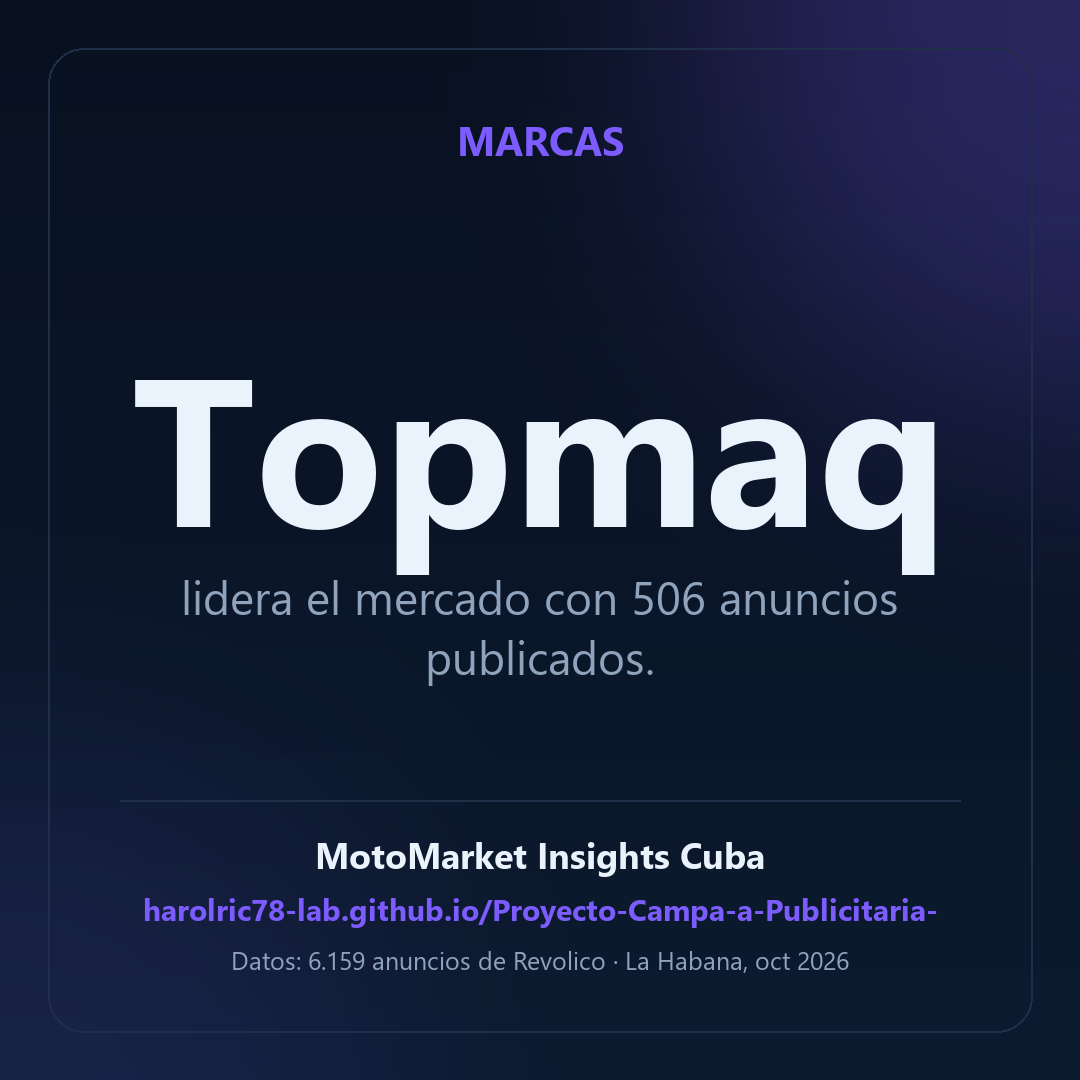 MARCAS
Topmaq
lidera el mercado con 506 anuncios
publicados.
MotoMarket Insights Cuba
harolric78-lab.github.io/Proyecto-Campa-a-Publicitaria-
Datos: 6.159 anuncios de Revolico · La Habana, oct 2026